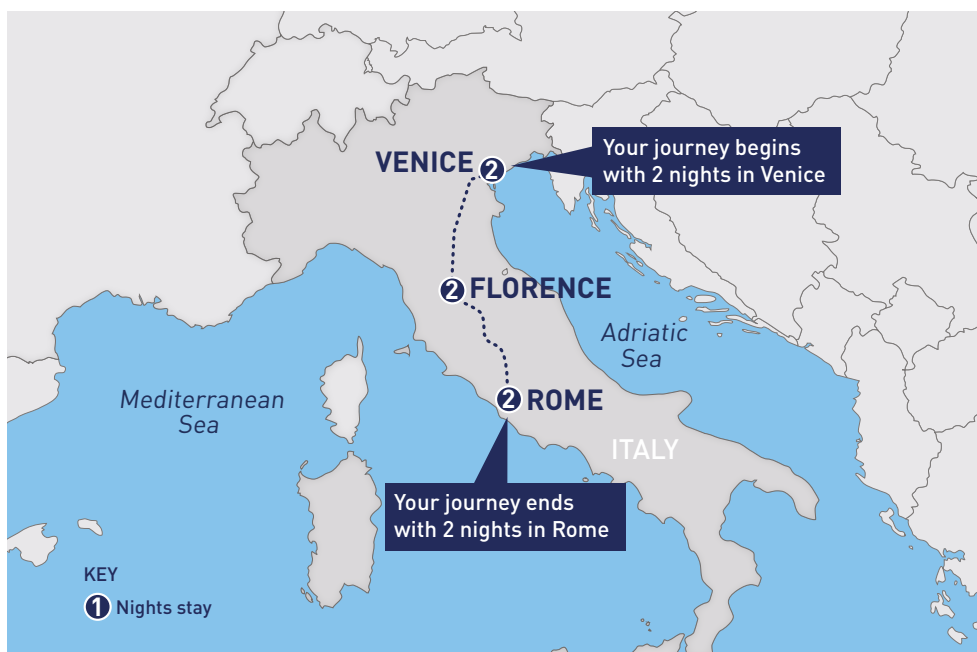 VENICE 2
Your journey begins
with 2 nights in Venice
2 FLORENCE
Adriatic
Sea
Mediterranean
Sea
2 ROME
ITALY
Your journey ends
with 2 nights in Rome
KEY
1 Nights stay